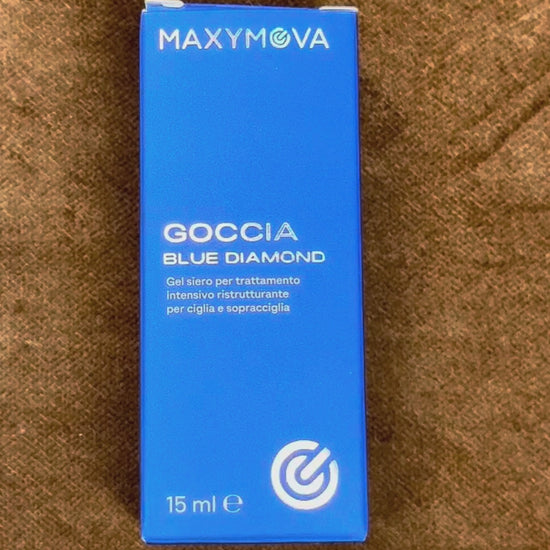 MAXYMOVA
GOCCIA
BLUE DIAMOND
Gel siero per trattamento
intensivo ristrutturante
per ciglia e sopracciglia
15 ml ℮